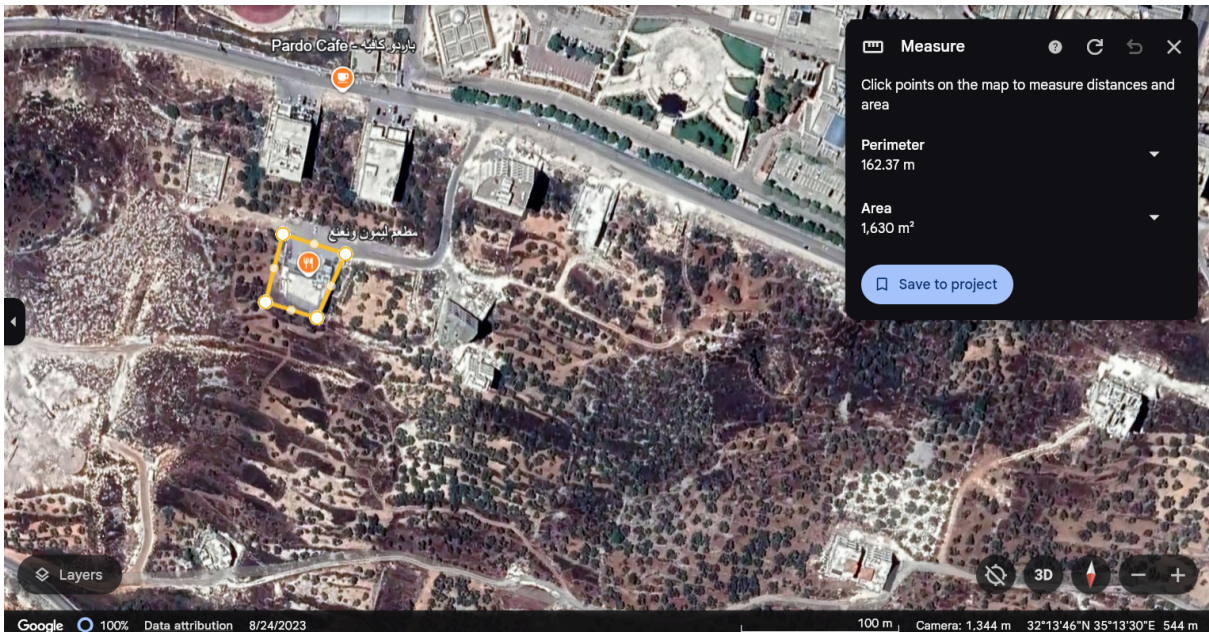 Pardo Cafe - باردو كافيه
مطعم ليمون ونعنع
Measure
Click points on the map to measure distances and
area
Perimeter
162.37 m
Area
1,630 m²
Save to project
Layers
3D
Google 100% Data attribution 8/24/2023 100 m Camera: 1,344 m 32°13'46"N 35°13'30"E 544 m